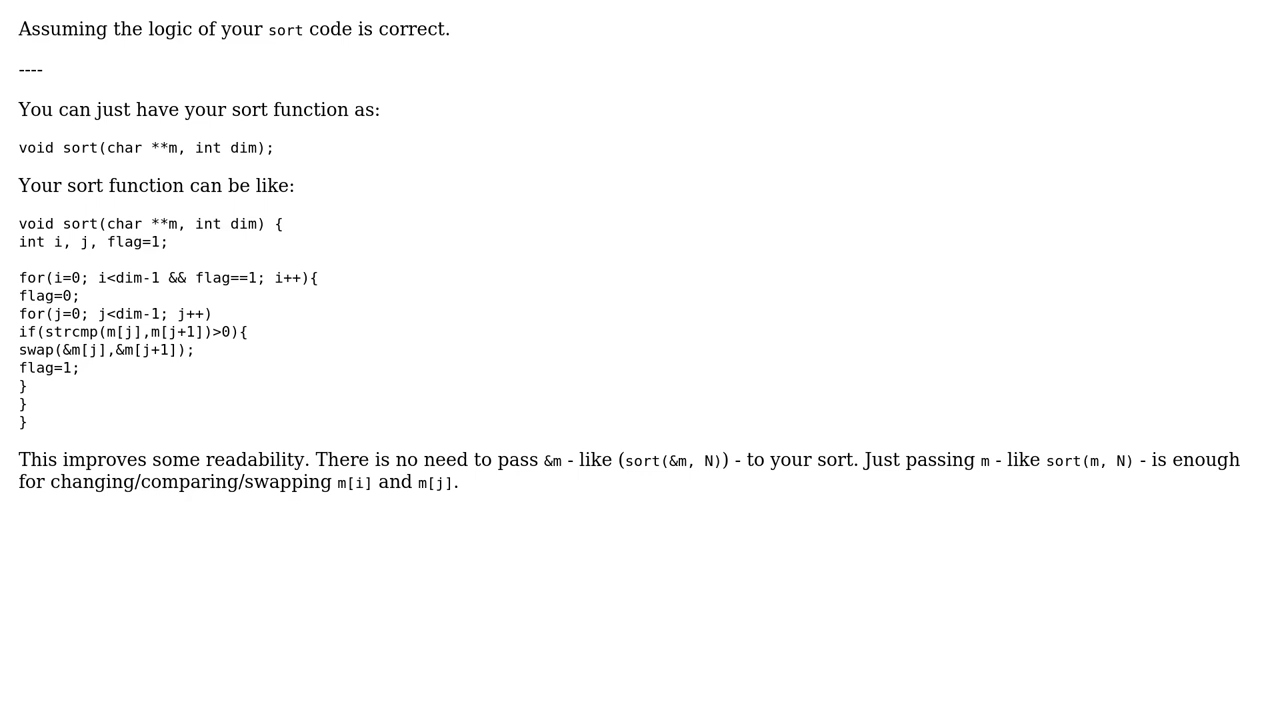 Assuming the logic of your sort code is correct.
----
You can just have your sort function as:
void sort(char **m, int dim);
Your sort function can be like:
void sort(char **m, int dim) {
int i, j, flag=1;
for(i=0; i<dim-1 && flag==1; i++){
flag=0;
for(j=0; j<dim-1; j++)
if(strcmp(m[j],m[j+1])>0){
swap(&m[j],&m[j+1]);
flag=1;
}
}
}
This improves some readability. There is no need to pass &m - like (sort(&m, N)) - to your sort. Just passing m - like sort(m, N) - is enough
for changing/comparing/swapping m[i] and m[j].